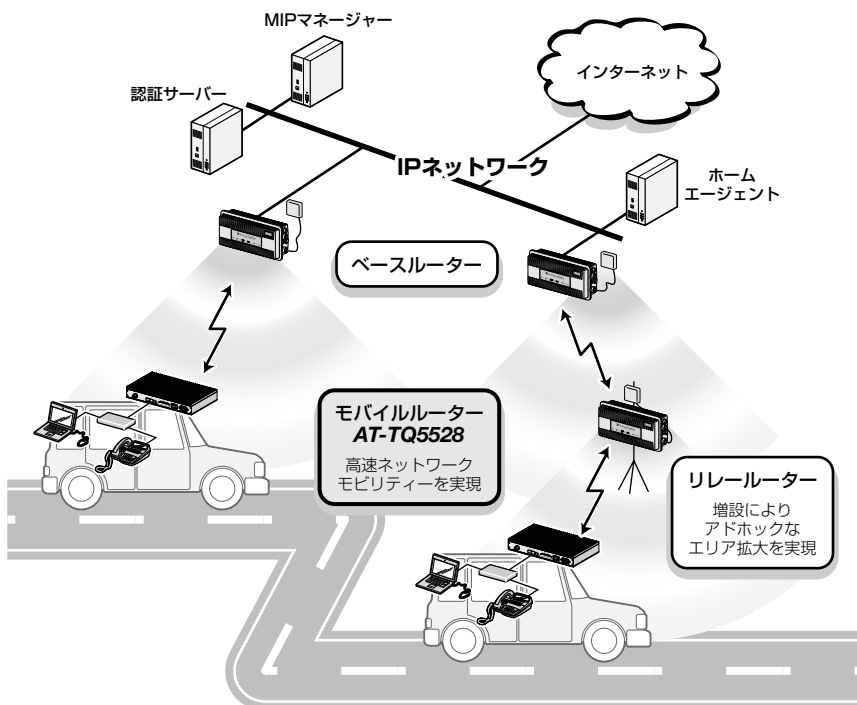 MIPマネージャー
認証サーバー
インターネット
IPネットワーク
ホーム
エージェント
ベースルーター
モバイルルーター
AT-TQ5528
高速ネットワーク
モビリティーを実現
リレールーター
増設により
アドホックな
エリア拡大を実現